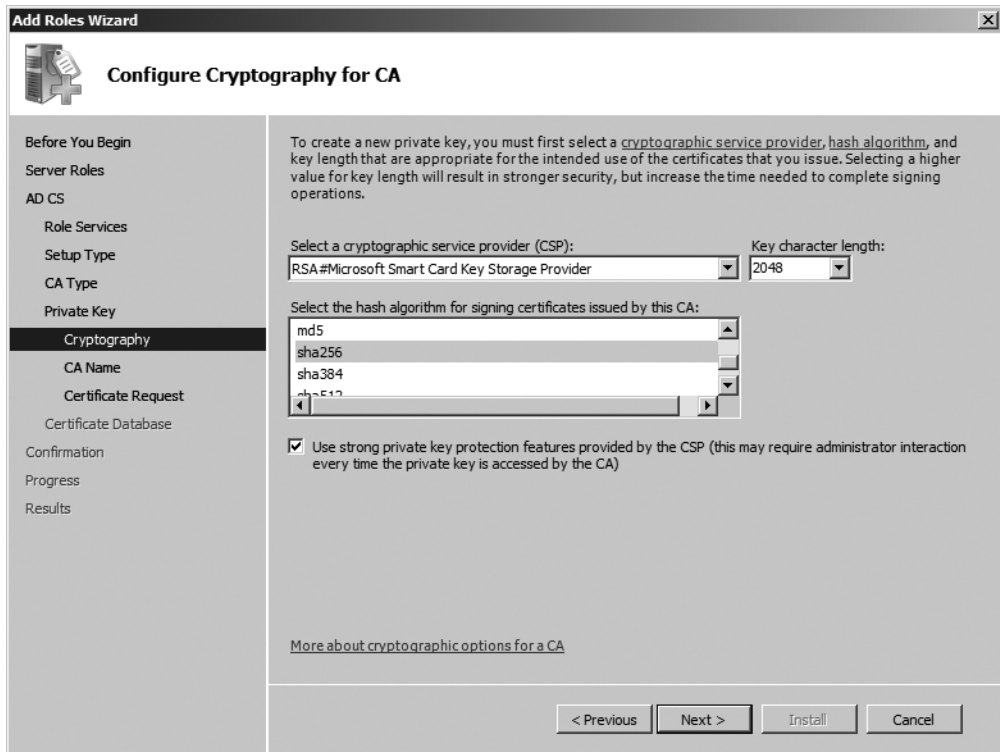 Add Roles Wizard
Configure Cryptography for CA
Before You Begin
Server Roles
AD CS
Role Services
Setup Type
CA Type
Private Key
Cryptography
CA Name
Certificate Request
Certificate Database
Confirmation
Progress
Results
To create a new private key, you must first select a cryptographic service provider, hash algorithm, and
key length that are appropriate for the intended use of the certificates that you issue. Selecting a higher
value for key length will result in stronger security, but increase the time needed to complete signing
operations.
Select a cryptographic service provider (CSP):
Key character length:
RSA#Microsoft Smart Card Key Storage Provider
2048
Select the hash algorithm for signing certificates issued by this CA:
md5
sha256
sha384
sha512
Use strong private key protection features provided by the CSP (this may require administrator interaction
every time the private key is accessed by the CA)
More about cryptographic options for a CA
< Previous
Next >
Install
Cancel